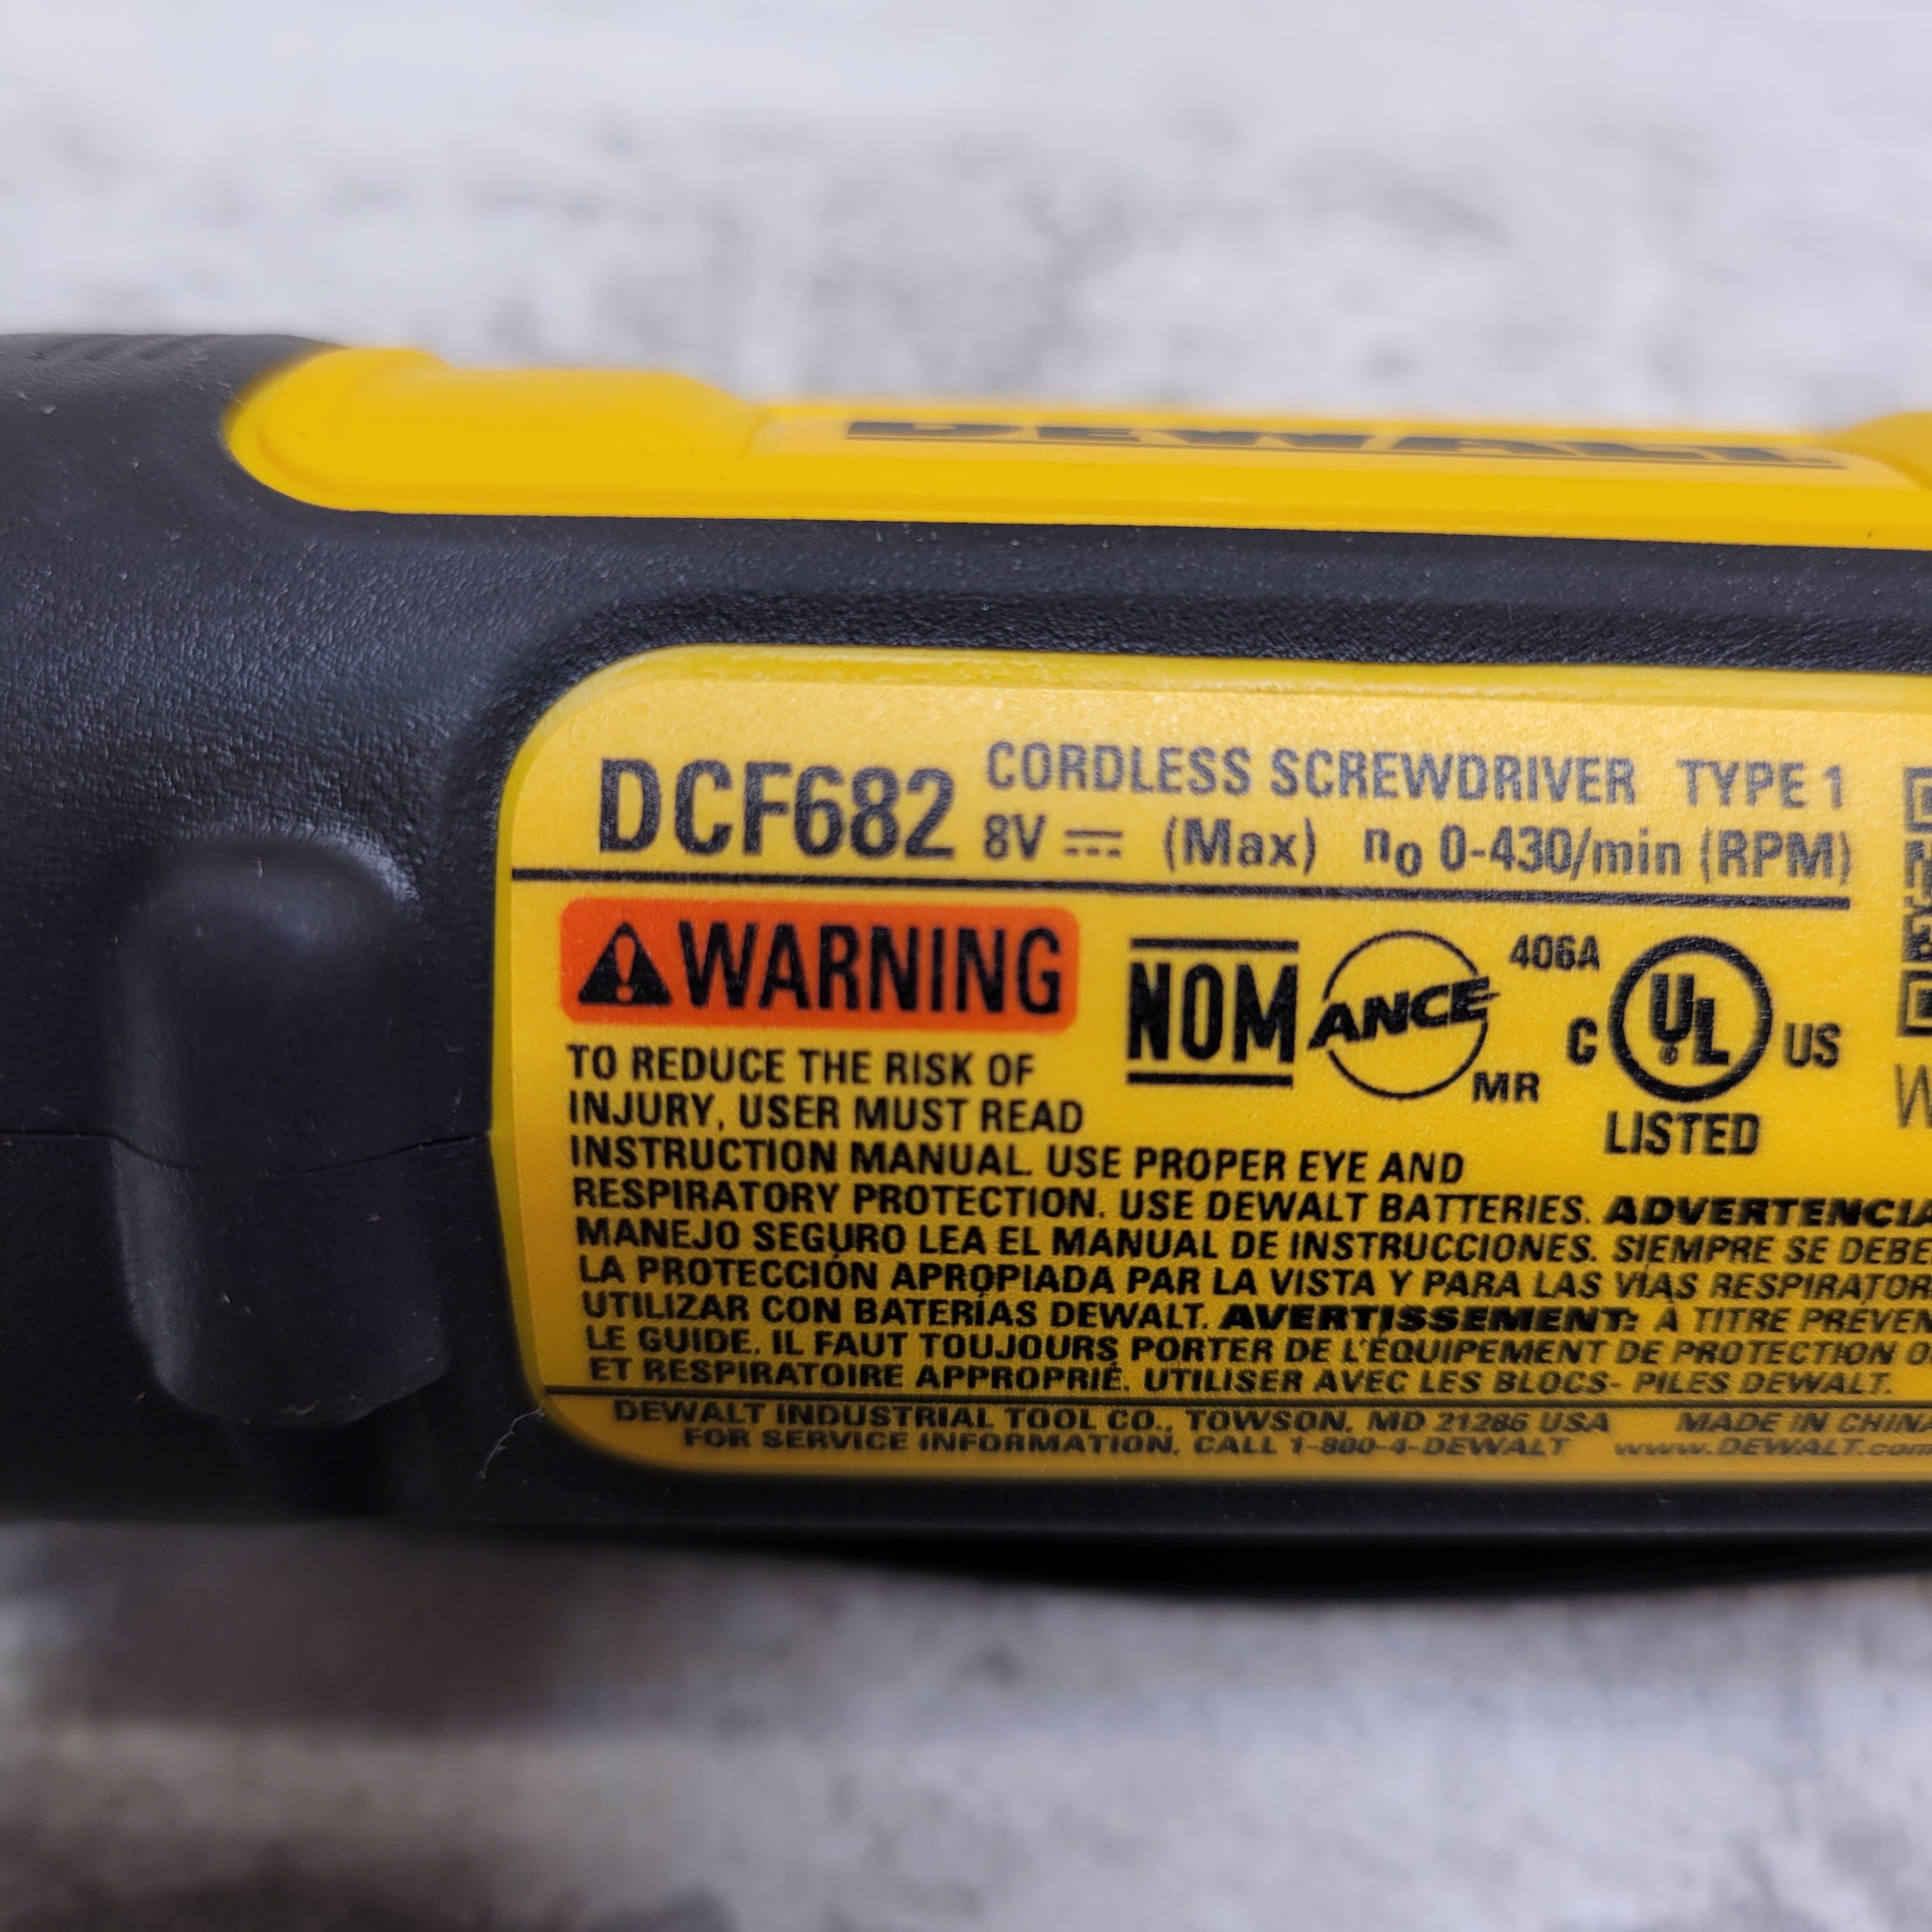 DEWALT
DCF682 CORDLESS SCREWDRIVER TYPE 1
8V ⎓ (Max) n₀ 0-430/min (RPM)
⚠WARNING
NOM
ANCE
MR
406A
C UL® US
LISTED
W
TO REDUCE THE RISK OF
INJURY, USER MUST READ
INSTRUCTION MANUAL. USE PROPER EYE AND
RESPIRATORY PROTECTION. USE DEWALT BATTERIES. ADVERTENCIA
MANEJO SEGURO LEA EL MANUAL DE INSTRUCCIONES. SIEMPRE SE DEBE
LA PROTECCIÓN APROPIADA PAR LA VISTA Y PARA LAS VÍAS RESPIRATOR
UTILIZAR CON BATERÍAS DEWALT. AVERTISSEMENT: À TITRE PRÉVEN
LE GUIDE. IL FAUT TOUJOURS PORTER DE L'ÉQUIPEMENT DE PROTECTION O
ET RESPIRATOIRE APPROPRIÉ. UTILISER AVEC LES BLOCS- PILES DEWALT.
DEWALT INDUSTRIAL TOOL CO., TOWSON, MD 21286 USA MADE IN CHINA
FOR SERVICE INFORMATION, CALL 1-800-4-DEWALT www.DEWALT.com